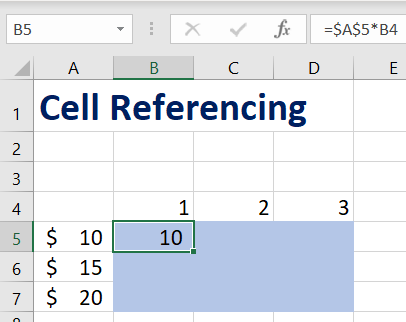 B5 fx =$A$5*B4
A B C D E
1 Cell Referencing
2
3
4 1 2 3
5 $ 10 10
6 $ 15
7 $ 20